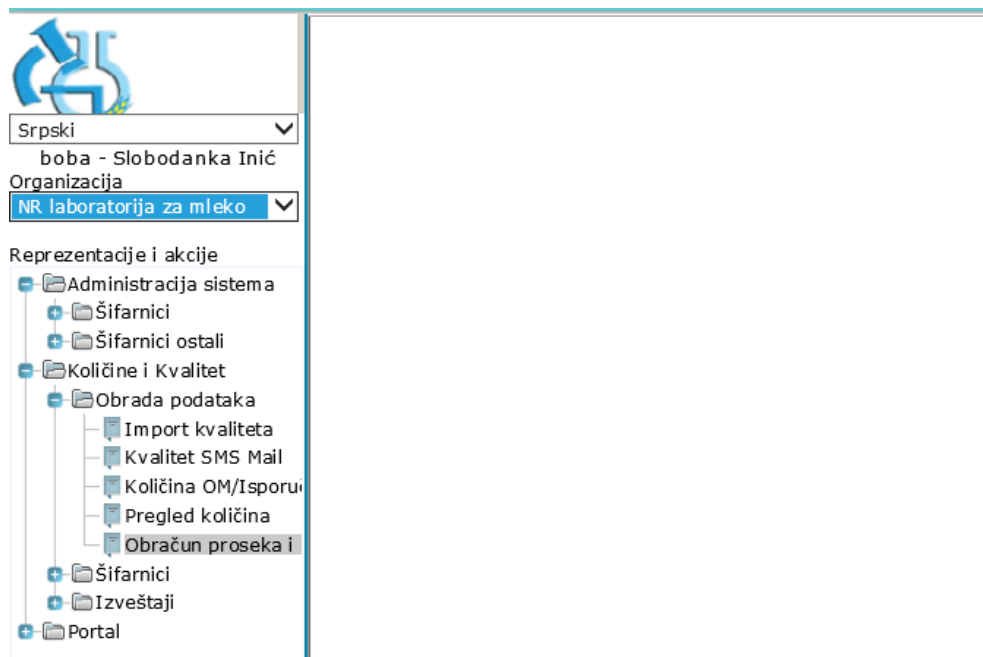 Srpski
boba - Slobodanka Inić
Organizacija
NR laboratorija za mleko
Reprezentacije i akcije
Administracija sistema
Šifarnici
Šifarnici ostali
Količine i Kvalitet
Obrada podataka
Import kvaliteta
Kvalitet SMS Mail
Količina OM/Isporuč
Pregled količina
Obračun proseka i
Šifarnici
Izveštaji
Portal